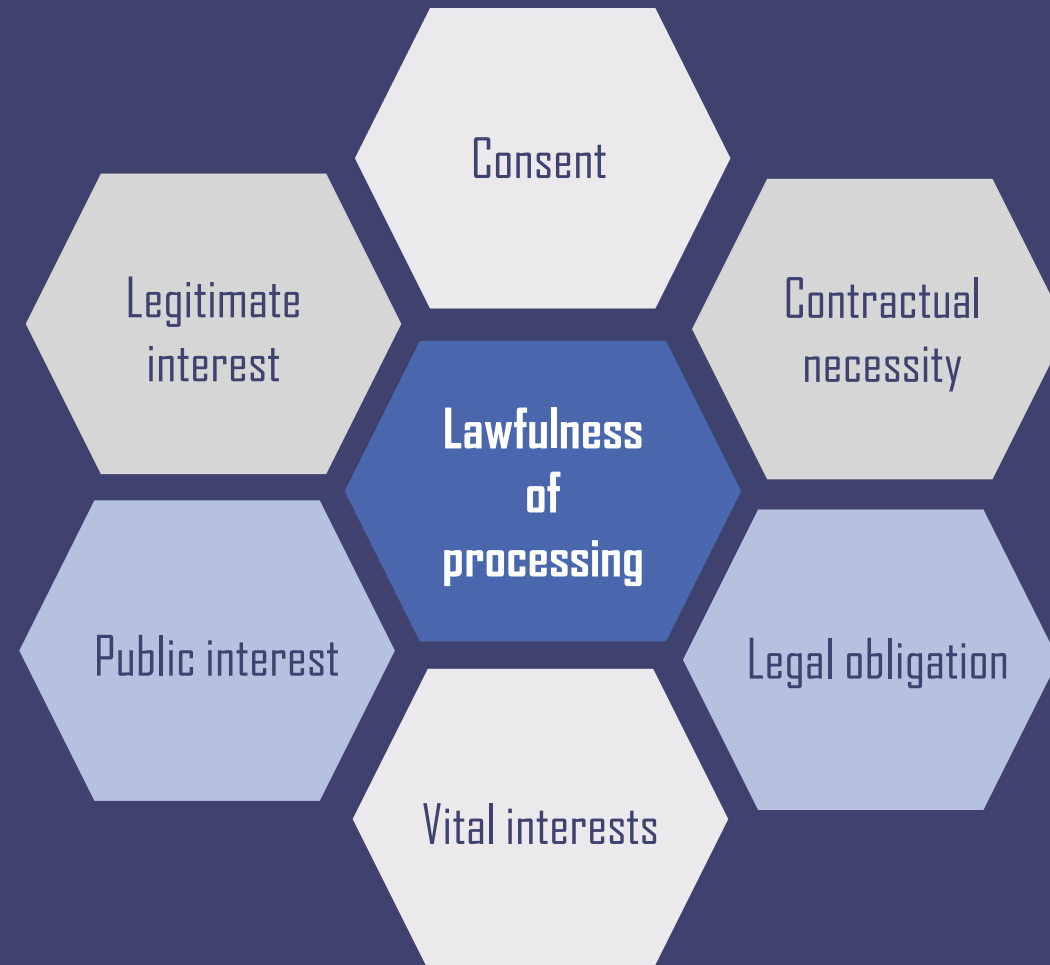 Consent
Legitimate
interest
Contractual
necessity
Lawfulness
of
processing
Public interest
Legal obligation
Vital interests